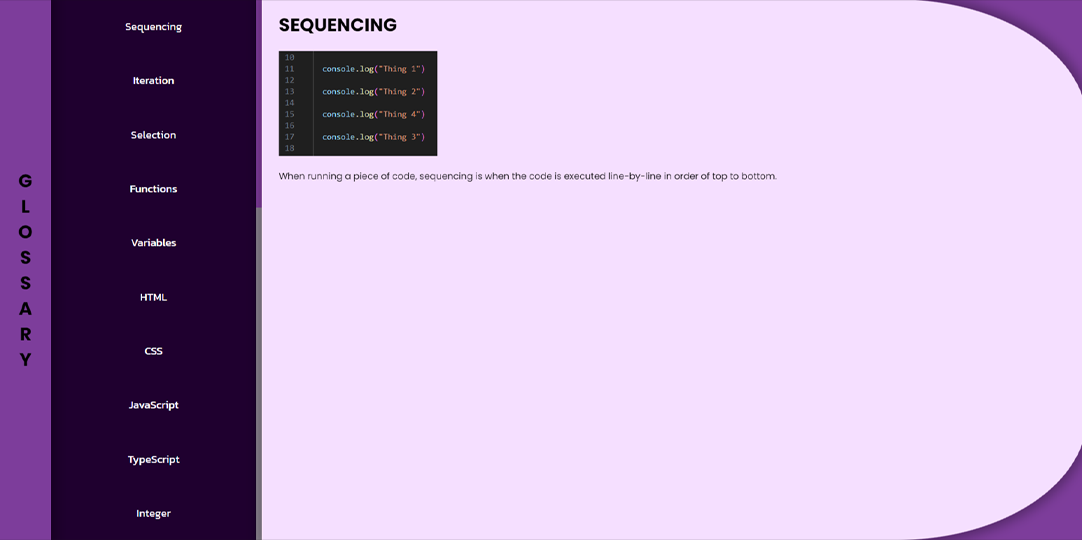 GLOSSARY
Sequencing
Iteration
Selection
Functions
Variables
HTML
CSS
JavaScript
TypeScript
Integer
SEQUENCING
10
11 console.log("Thing 1")
12
13 console.log("Thing 2")
14
15 console.log("Thing 4")
16
17 console.log("Thing 3")
18
When running a piece of code, sequencing is when the code is executed line-by-line in order of top to bottom.